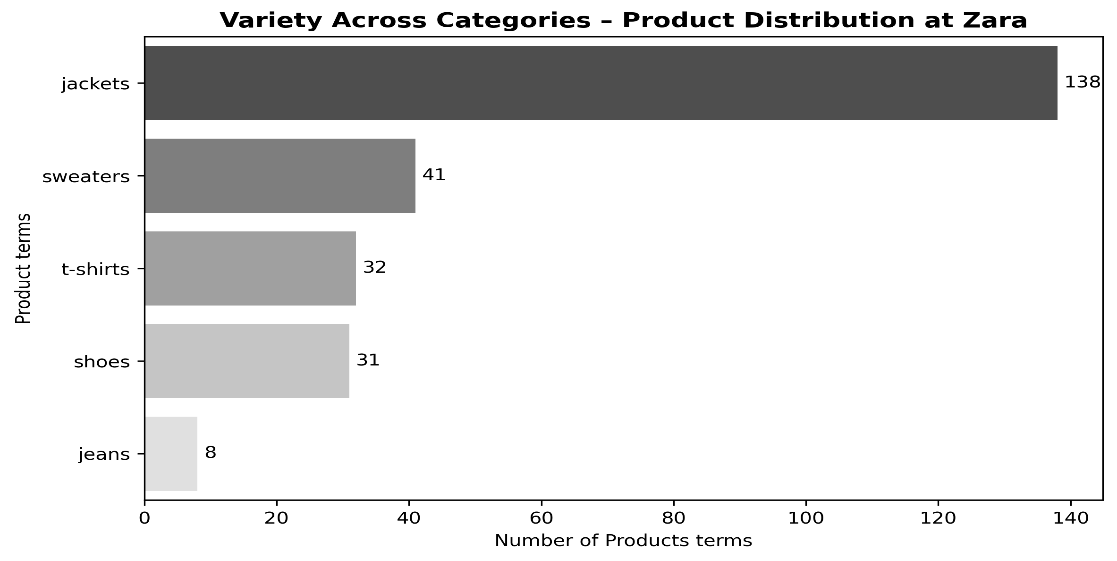 Variety Across Categories – Product Distribution at Zara
Product terms
jackets
138
sweaters
41
t-shirts
32
shoes
31
jeans
8
0 20 40 60 80 100 120 140
Number of Products terms